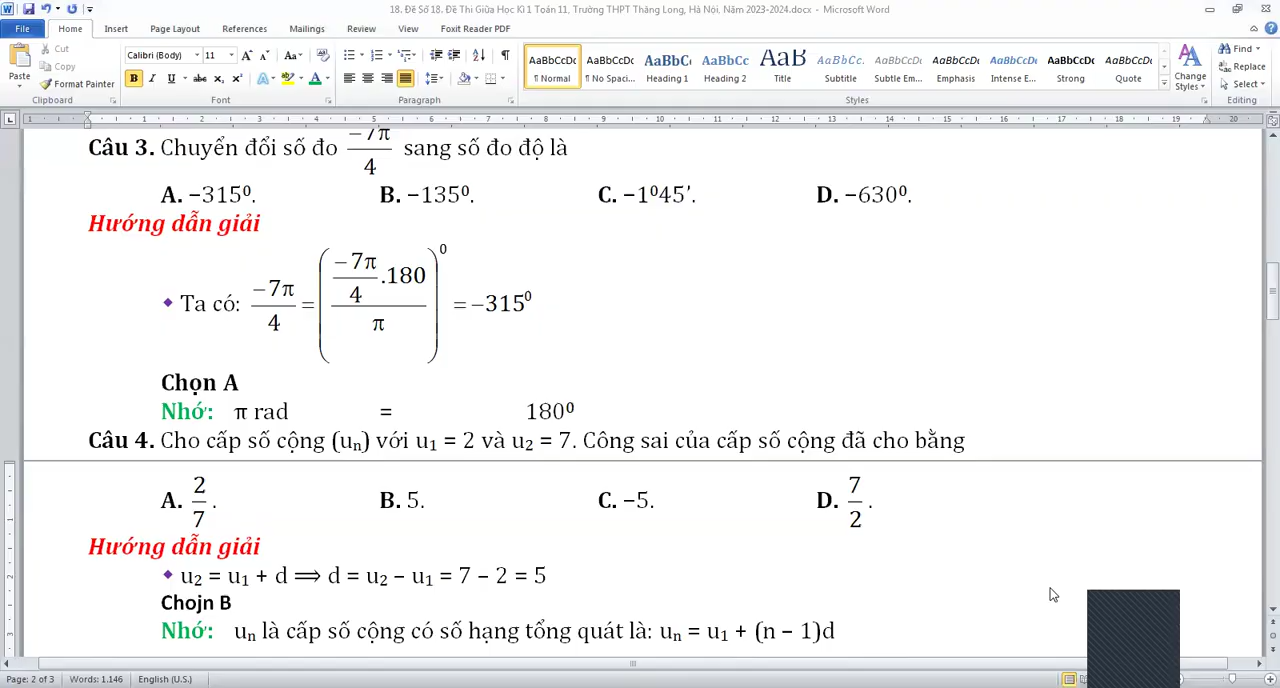 18. Đề Số 18. Đề Thi Giữa Học Kì 1 Toán 11, Trường THPT Thăng Long, Hà Nội. Năm 2023-2024.docx - Microsoft Word
File Home Insert Page Layout References Mailings Review View Foxit Reader PDF
Paste Cut Copy Format Painter
Calibri (Body) 11
AaBbCcDc AaBbCcDc AaBbC AaBbCc AaB AaBbCc. AaBbCcDc AaBbCcDc AaBbCcDc AaBbCcDc AaBbCcDc
¶ Normal ¶ No Spaci... Heading 1 Heading 2 Title Subtitle Subtle Em... Emphasis Intense E... Strong Quote
Change Styles
Find Replace Select
Clipboard Font Paragraph Styles Editing
Câu 3. Chuyển đổi số đo −7π/4 sang số đo độ là
A. −315⁰. B. −135⁰. C. −1⁰45’. D. −630⁰.
Hướng dẫn giải
Ta có: −7π/4 = ((−7π/4 .180)/π)⁰ = −315⁰
Chọn A
Nhớ: π rad = 180⁰
Câu 4. Cho cấp số cộng (uₙ) với u₁ = 2 và u₂ = 7. Công sai của cấp số cộng đã cho bằng
A. 2/7. B. 5. C. −5. D. 7/2.
Hướng dẫn giải
u₂ = u₁ + d ⟹ d = u₂ − u₁ = 7 − 2 = 5
Chojn B
Nhớ: uₙ là cấp số cộng có số hạng tổng quát là: uₙ = u₁ + (n − 1)d
Page: 2 of 3 Words: 1.146 English (U.S.)